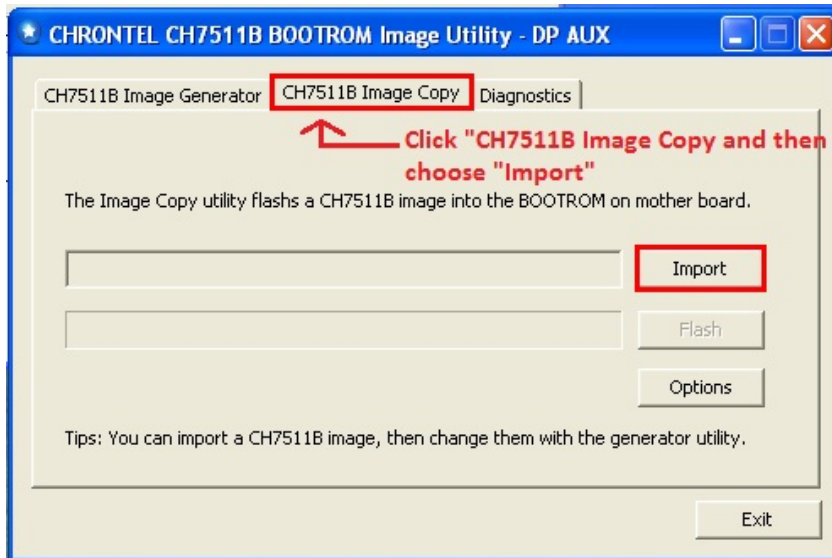 CHRONTEL CH7511B BOOTROM Image Utility - DP AUX
CH7511B Image Generator
CH7511B Image Copy
Diagnostics
Click "CH7511B Image Copy and then
choose "Import"
The Image Copy utility flashs a CH7511B image into the BOOTROM on mother board.
Import
Flash
Options
Tips: You can import a CH7511B image, then change them with the generator utility.
Exit